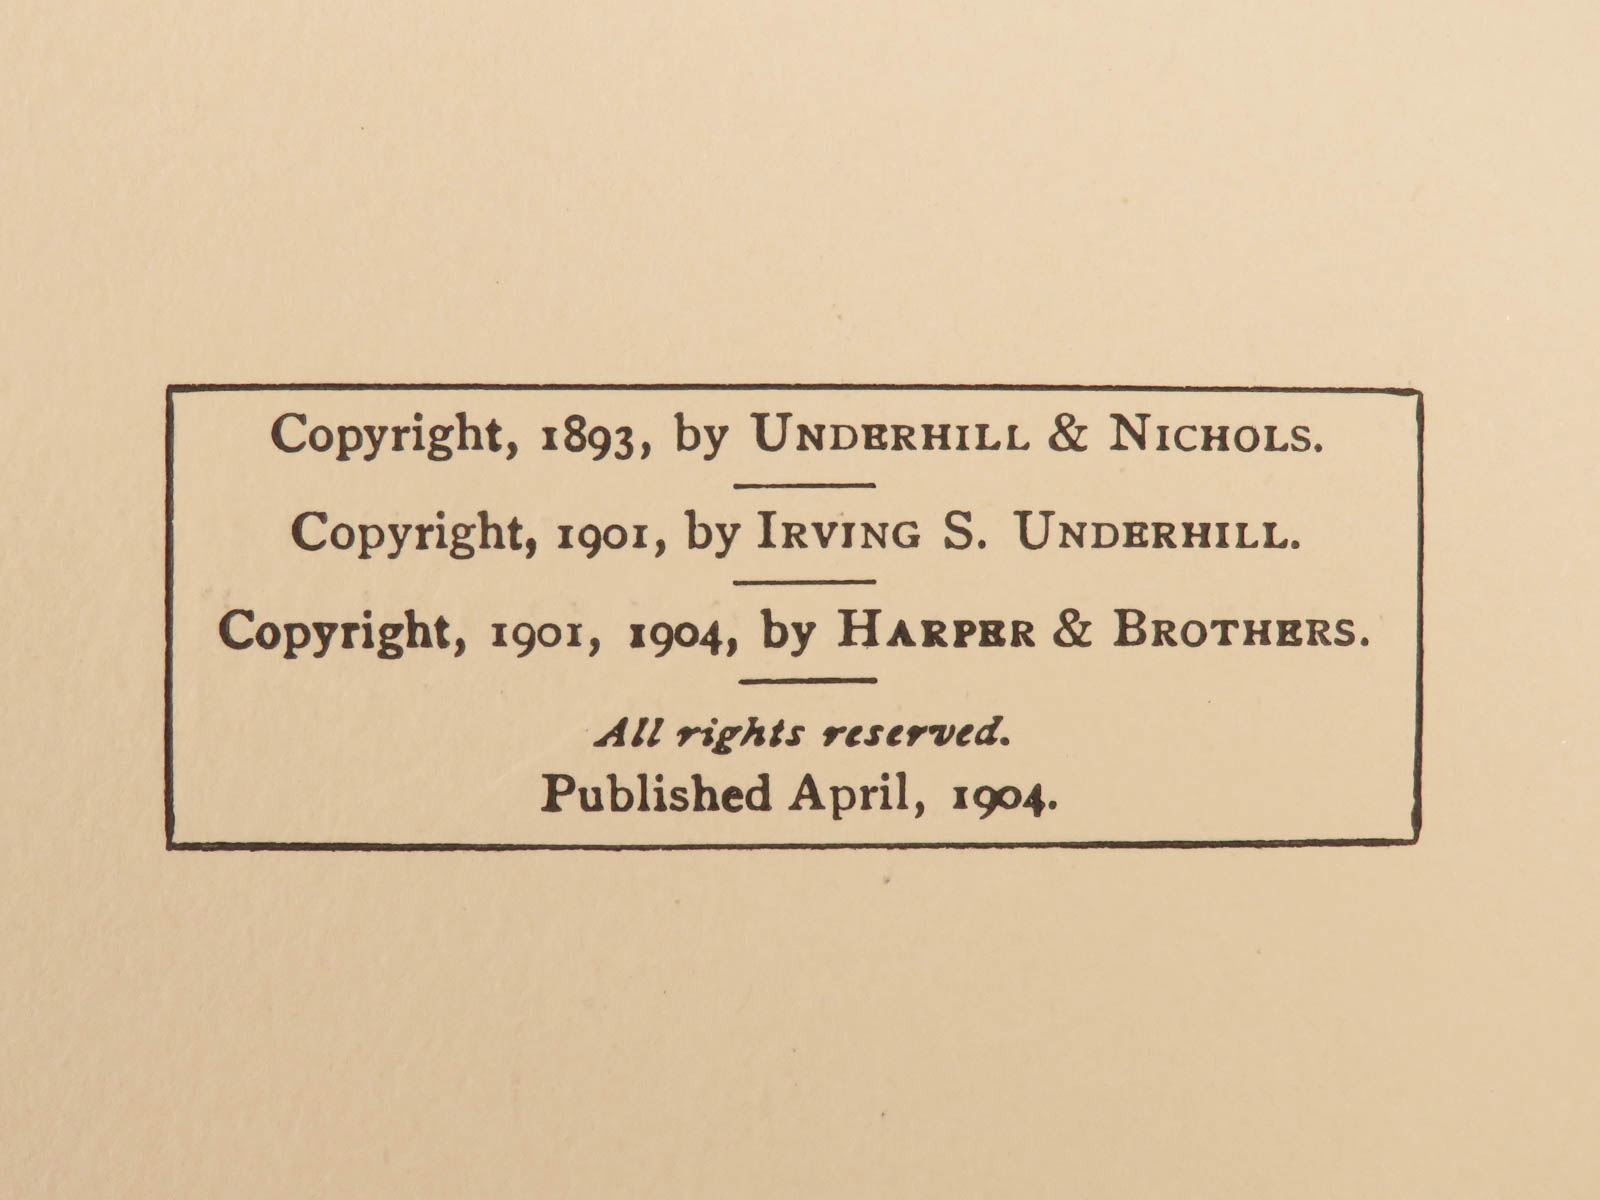 Copyright, 1893, by UNDERHILL & NICHOLS.
Copyright, 1901, by IRVING S. UNDERHILL.
Copyright, 1901, 1904, by HARPER & BROTHERS.
All rights reserved.
Published April, 1904.